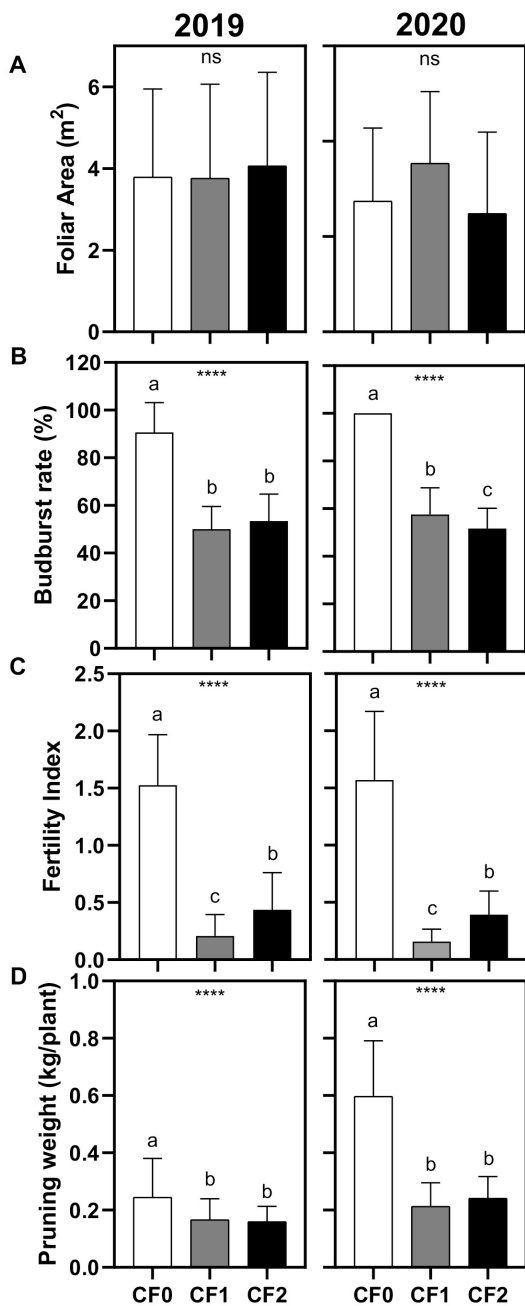 2019 2020
A
Foliar Area (m²)
6
4
2
0
ns
ns
B
Budburst rate (%)
120
100
80
60
40
20
0
****
a
b
b
****
a
b
c
C
Fertility Index
2.5
2.0
1.5
1.0
0.5
0.0
****
a
c
b
****
a
c
b
D
Pruning weight (kg/plant)
1.0
0.8
0.6
0.4
0.2
0.0
****
a
b
b
****
a
b
b
CF0 CF1 CF2 CF0 CF1 CF2